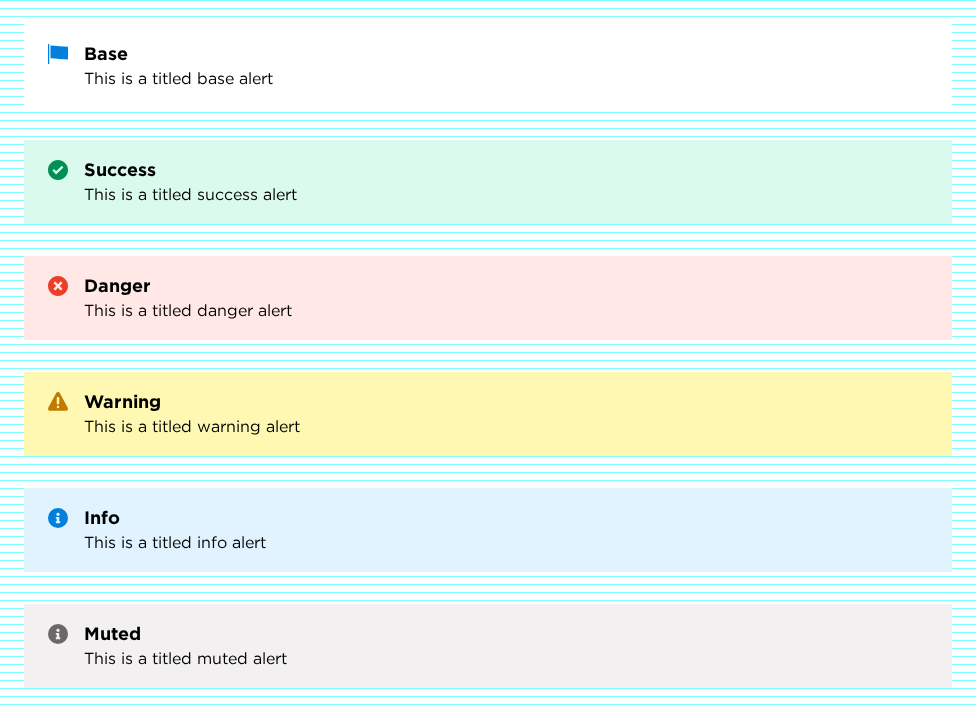 Base
This is a titled base alert
Success
This is a titled success alert
Danger
This is a titled danger alert
Warning
This is a titled warning alert
Info
This is a titled info alert
Muted
This is a titled muted alert